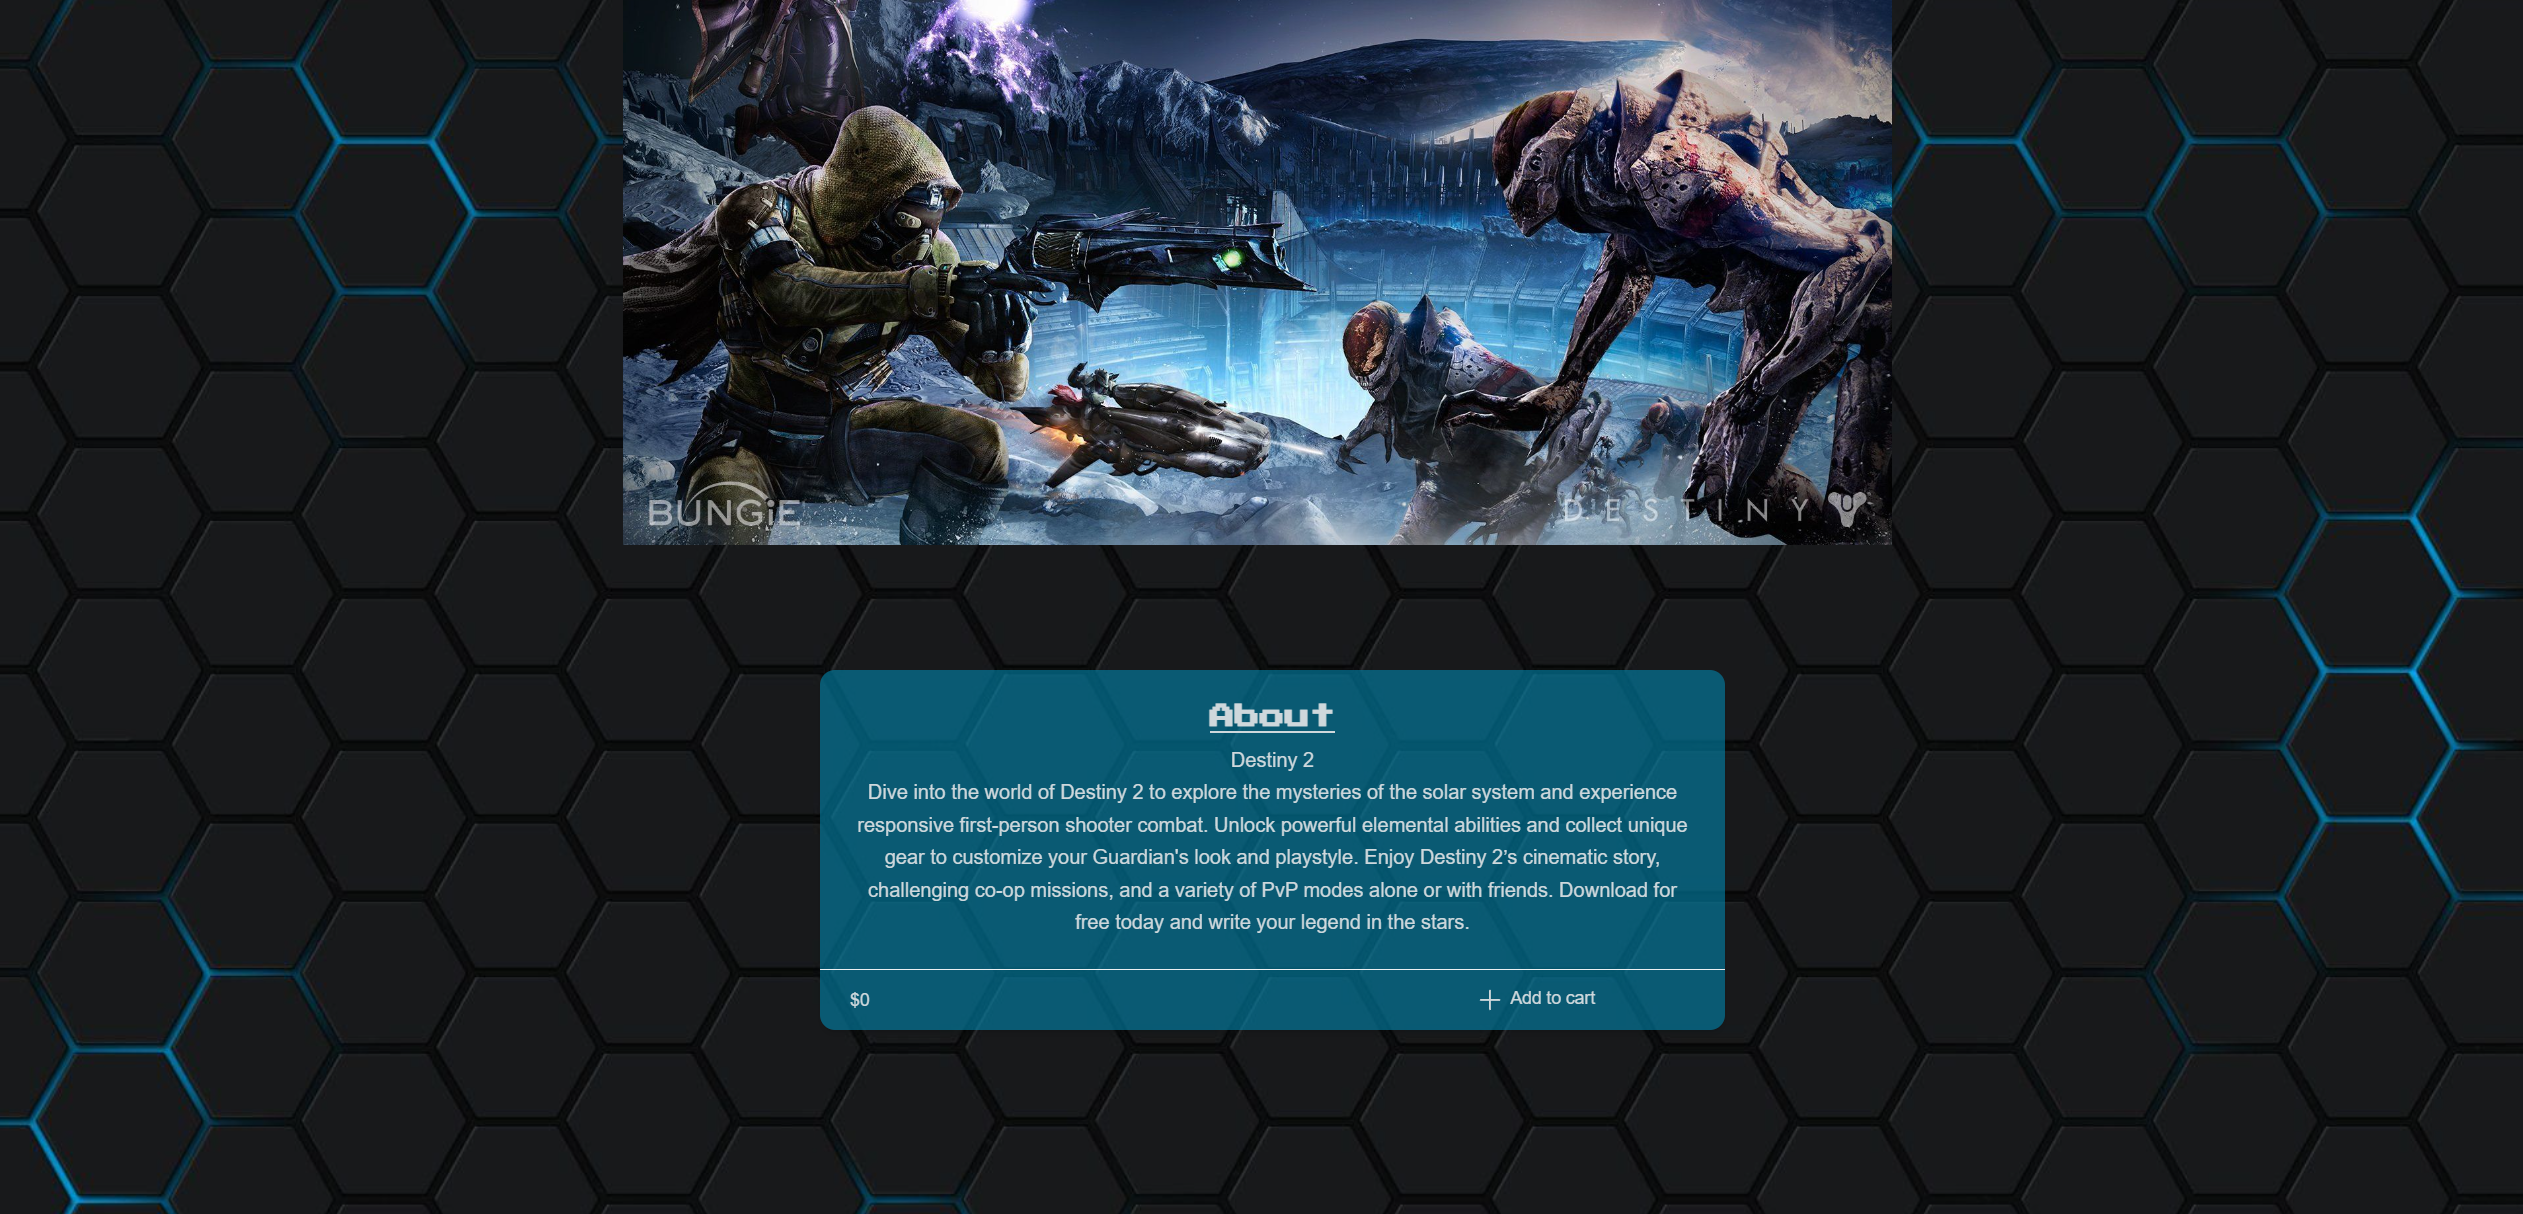 BUNGiE
DESTINY
About
Destiny 2
Dive into the world of Destiny 2 to explore the mysteries of the solar system and experience
responsive first-person shooter combat. Unlock powerful elemental abilities and collect unique
gear to customize your Guardian's look and playstyle. Enjoy Destiny 2’s cinematic story,
challenging co-op missions, and a variety of PvP modes alone or with friends. Download for
free today and write your legend in the stars.
$0
Add to cart